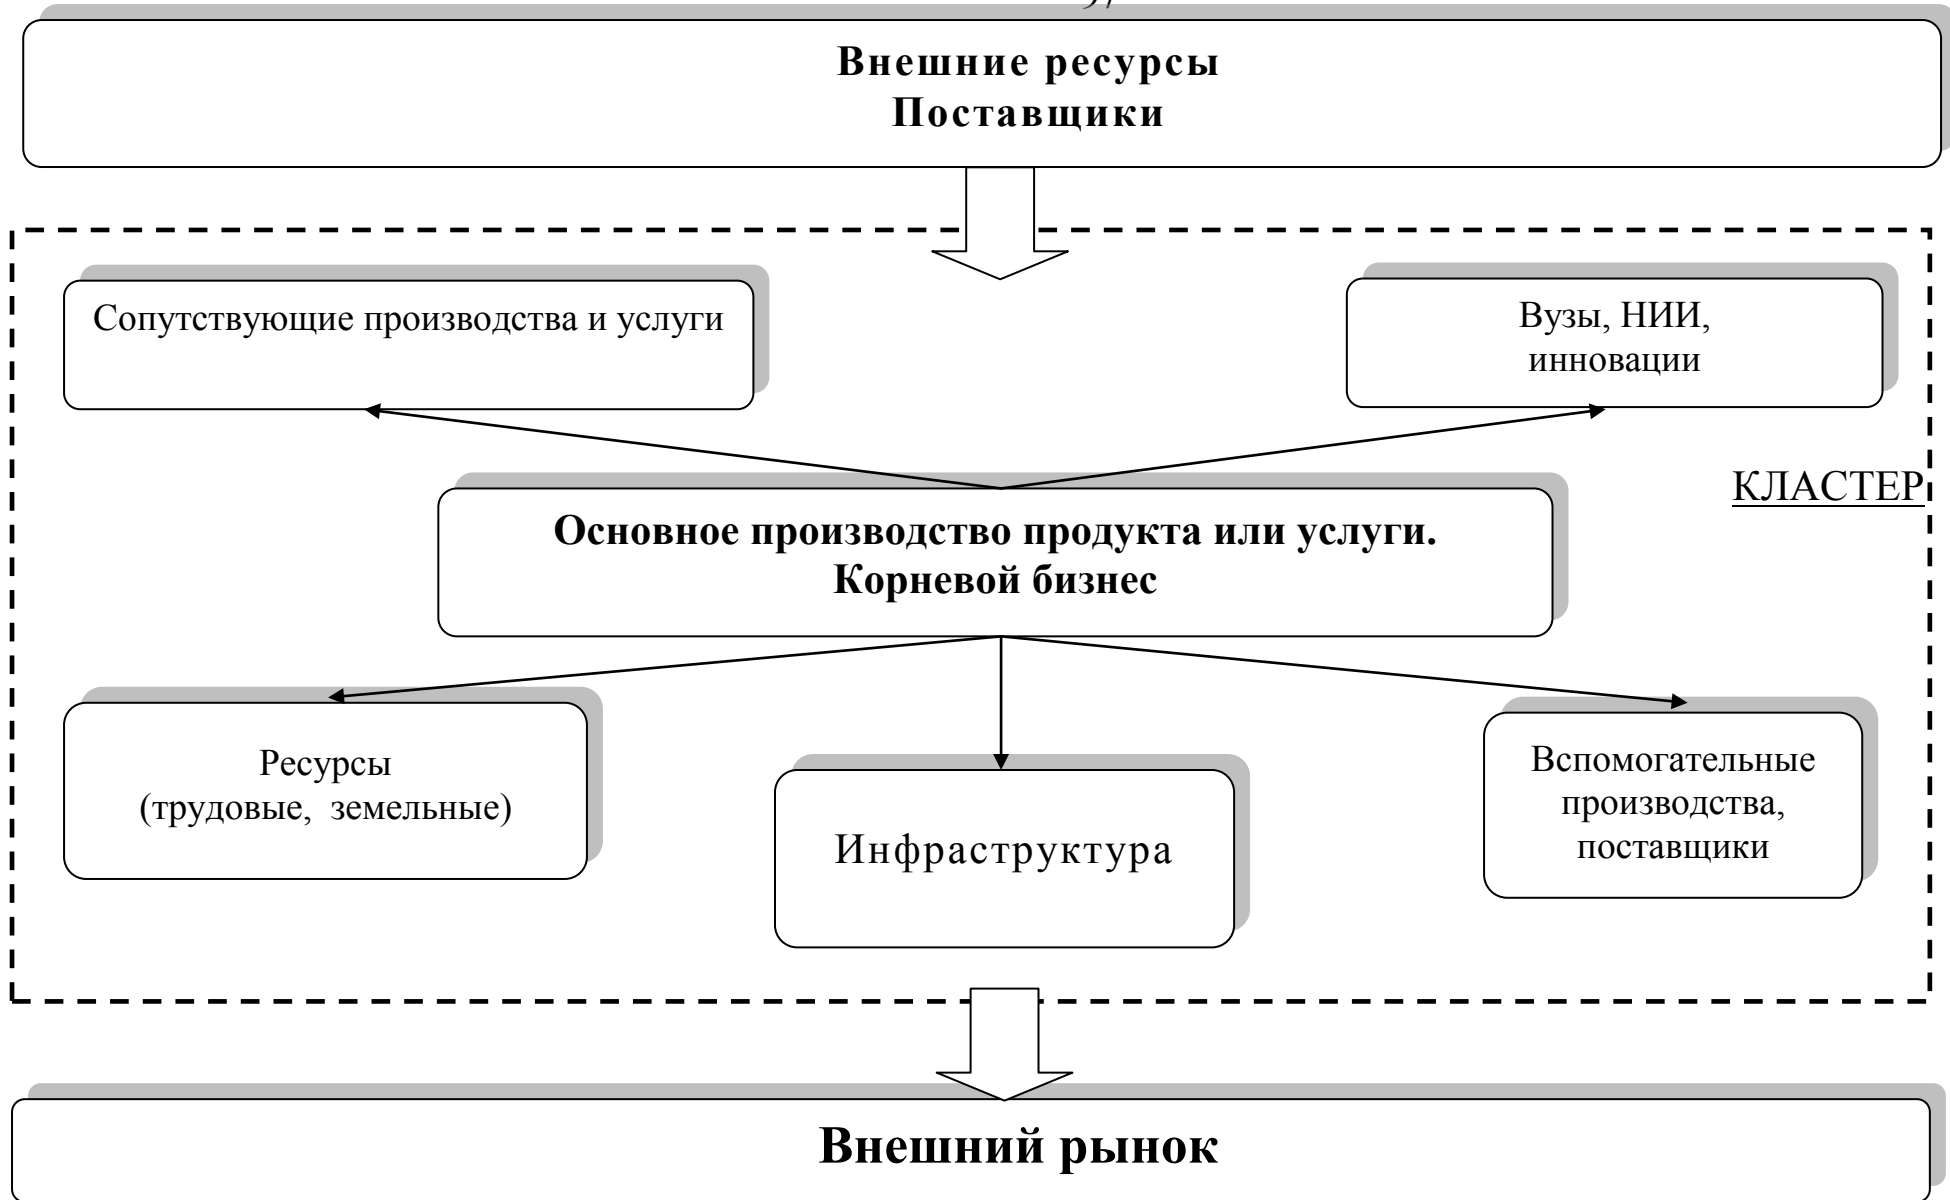 Внешние ресурсы
Поставщики
Сопутствующие производства и услуги
Вузы, НИИ,
инновации
КЛАСТЕР
Основное производство продукта или услуги.
Корневой бизнес
Ресурсы
(трудовые, земельные)
Инфраструктура
Вспомогательные
производства,
поставщики
Внешний рынок